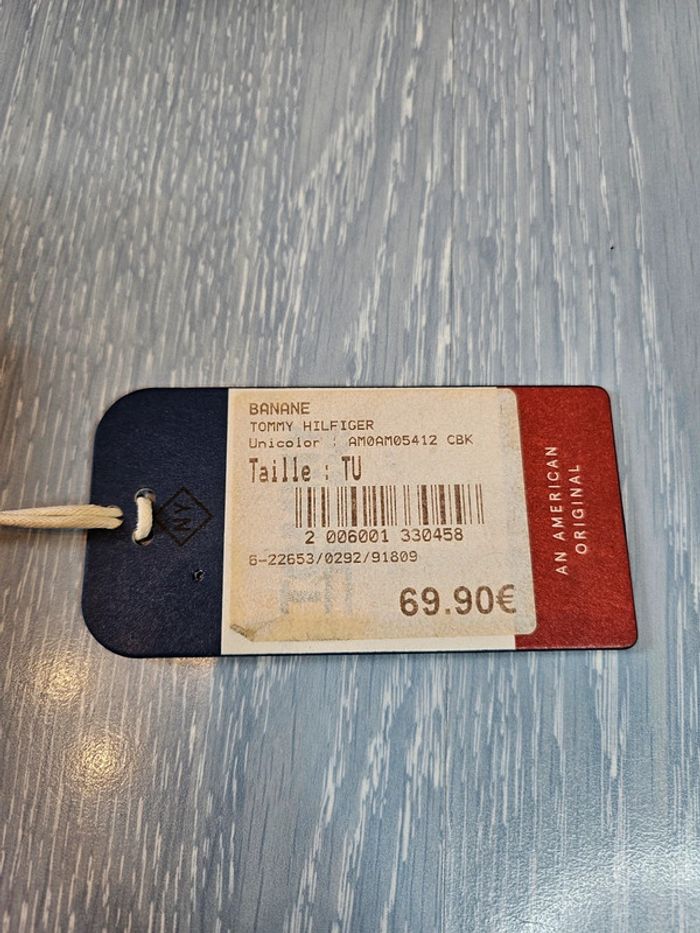 NY
BANANE
TOMMY HILFIGER
Unicolor : AM0AM05412 CBK
Taille : TU
2 006001 330458
6-22653/0292/91809
69.90€
AN AMERICAN
ORIGINAL